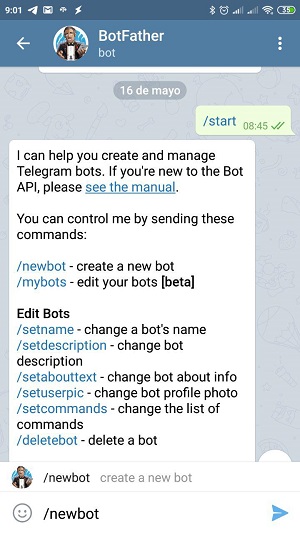 9:01
35
BotFather
bot
16 de mayo
/start 08:45
I can help you create and manage
Telegram bots. If you're new to the Bot
API, please see the manual.
You can control me by sending these
commands:
/newbot - create a new bot
/mybots - edit your bots [beta]
Edit Bots
/setname - change a bot's name
/setdescription - change bot
description
/setabouttext - change bot about info
/setuserpic - change bot profile photo
/setcommands - change the list of
commands
/deletebot - delete a bot
/newbot create a new bot
/newbot